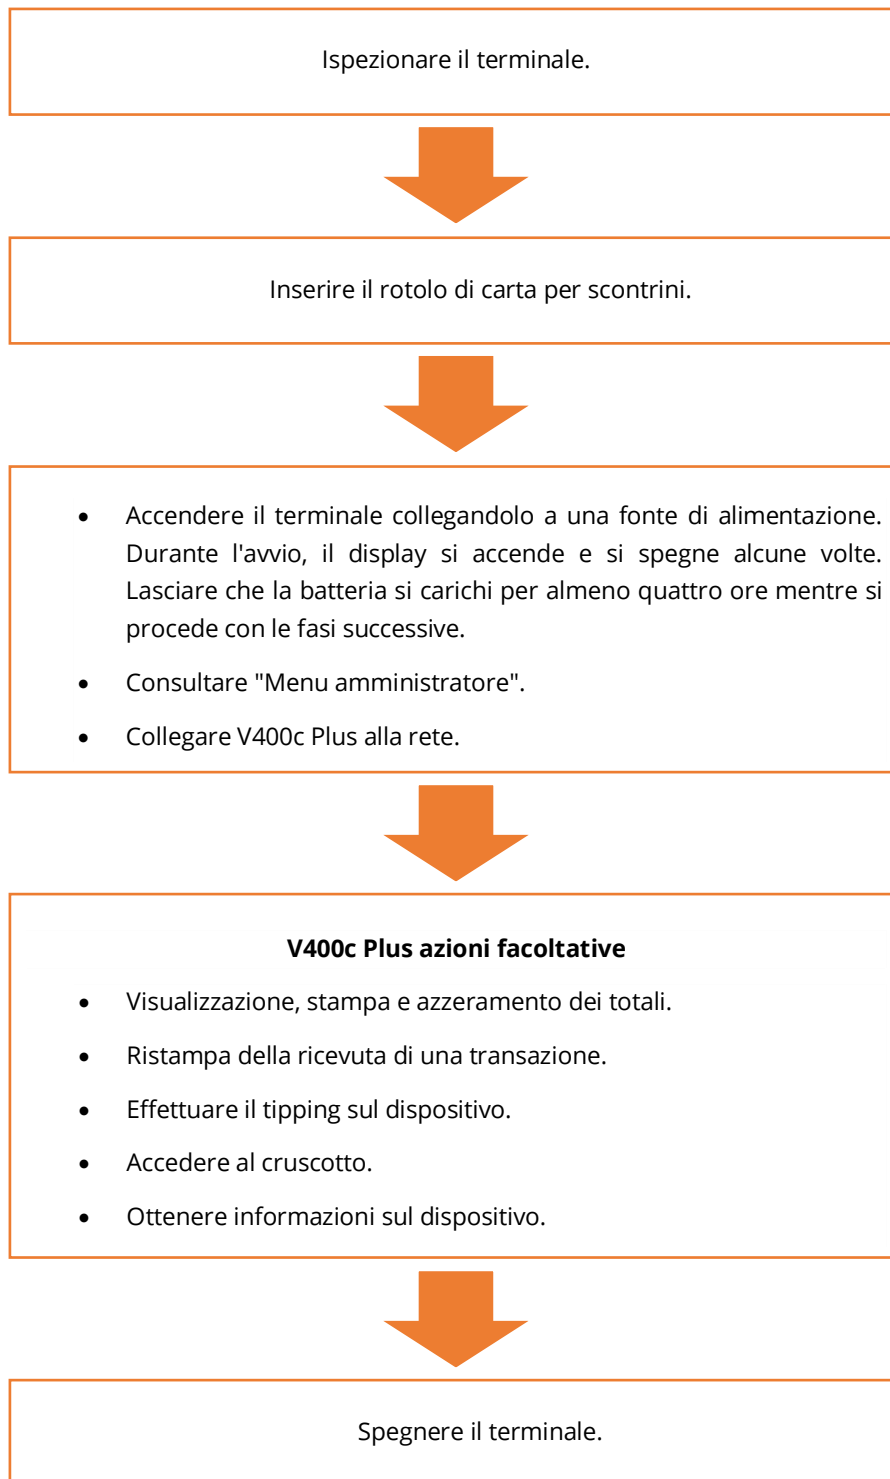 Ispezionare il terminale.
Inserire il rotolo di carta per scontrini.
• Accendere il terminale collegandolo a una fonte di alimentazione.
Durante l'avvio, il display si accende e si spegne alcune volte.
Lasciare che la batteria si carichi per almeno quattro ore mentre si
procede con le fasi successive.
• Consultare "Menu amministratore".
• Collegare V400c Plus alla rete.
V400c Plus azioni facoltative
• Visualizzazione, stampa e azzeramento dei totali.
• Ristampa della ricevuta di una transazione.
• Effettuare il tipping sul dispositivo.
• Accedere al cruscotto.
• Ottenere informazioni sul dispositivo.
Spegnere il terminale.